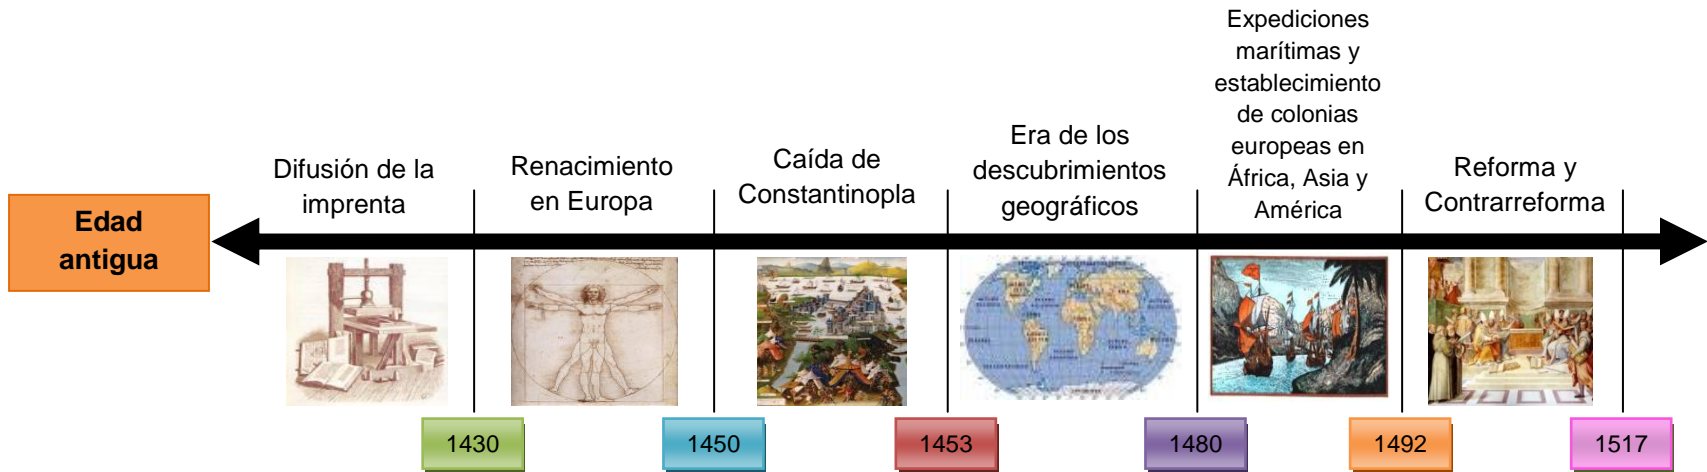 Edad
antigua
Difusión de la
imprenta
Renacimiento
en Europa
Caída de
Constantinopla
Era de los
descubrimientos
geográficos
Expediciones
marítimas y
establecimiento
de colonias
europeas en
África, Asia y
América
Reforma y
Contrarreforma
1430
1450
1453
1480
1492
1517